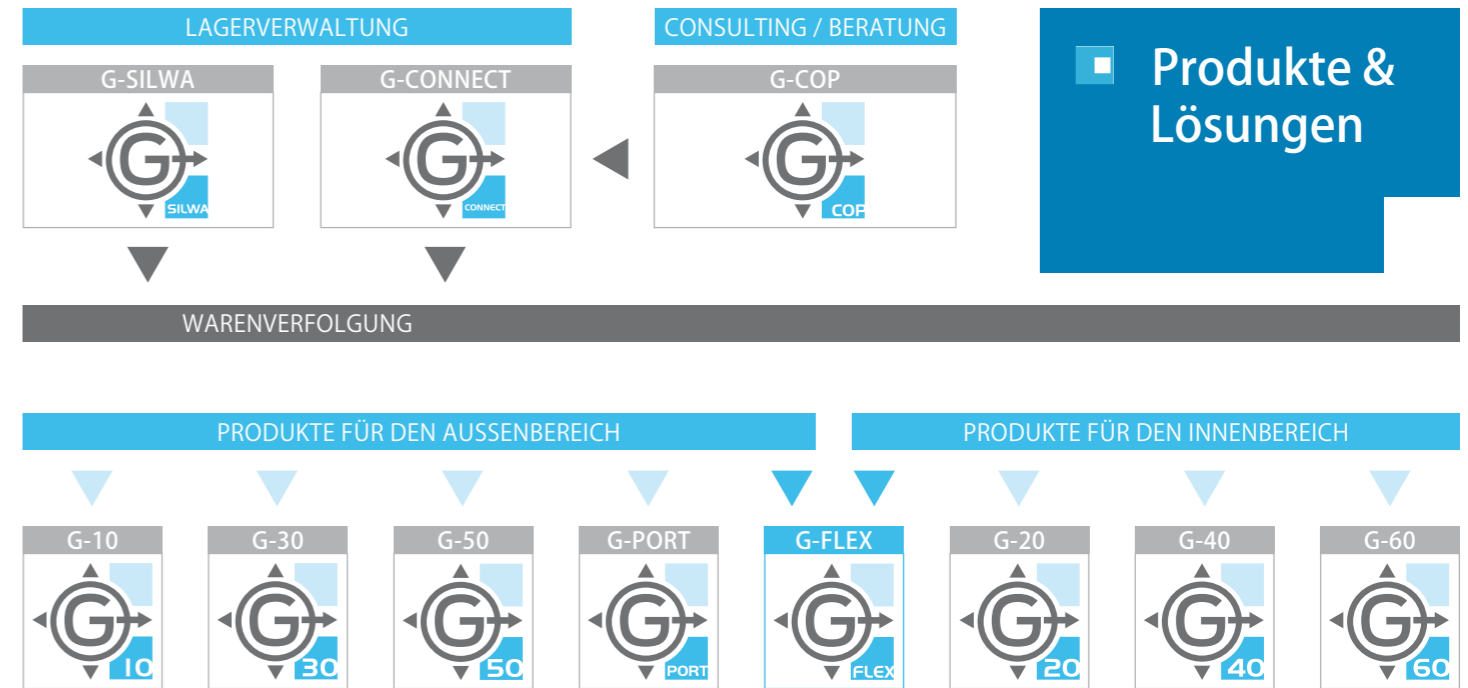 LAGERVERWALTUNG
CONSULTING / BERATUNG
Produkte &
Lösungen
G-SILWA
G-CONNECT
G-COP
G
SILWA
G
CONNECT
G
COP
WARENVERFOLGUNG
PRODUKTE FÜR DEN AUSSENBEREICH
PRODUKTE FÜR DEN INNENBEREICH
G-10
G-30
G-50
G-PORT
G-FLEX
G-20
G-40
G-60
G
10
G
30
G
50
G
PORT
G
FLEX
G
20
G
40
G
60